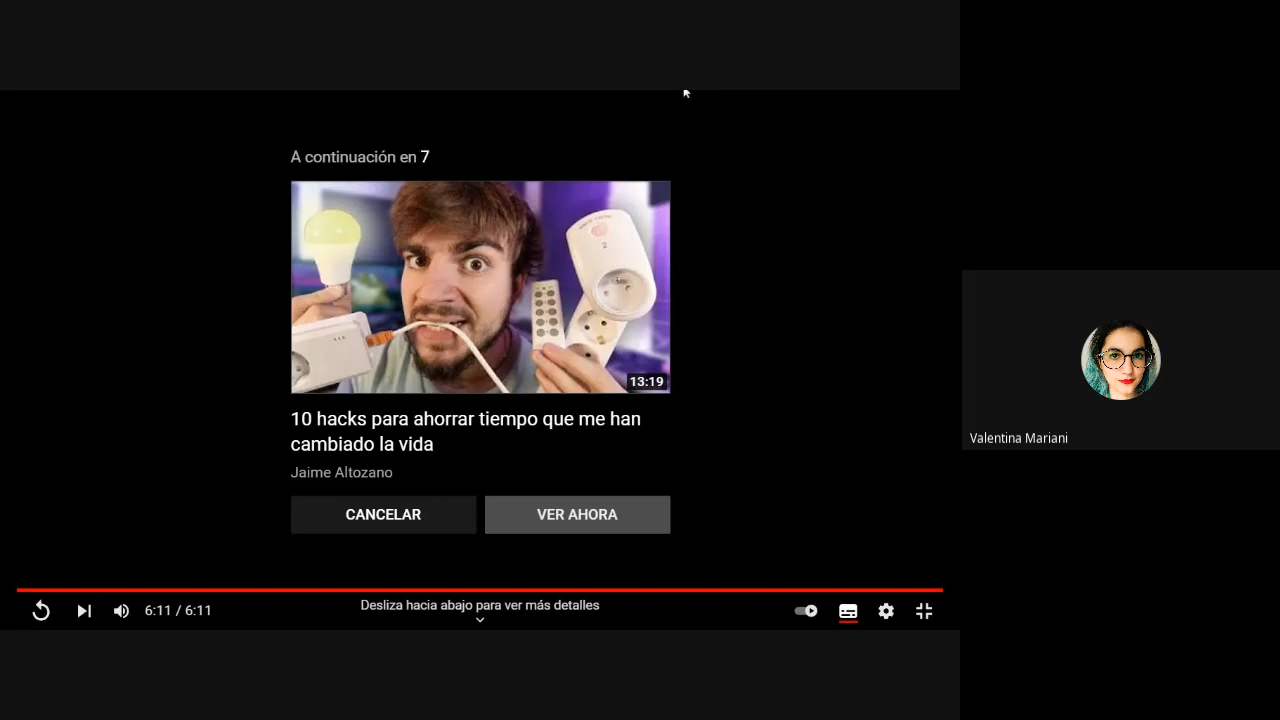 A continuación en 7
2
13:19
10 hacks para ahorrar tiempo que me han
cambiado la vida
Jaime Altozano
CANCELAR
VER AHORA
Valentina Mariani
6:11 / 6:11
Desliza hacia abajo para ver más detalles